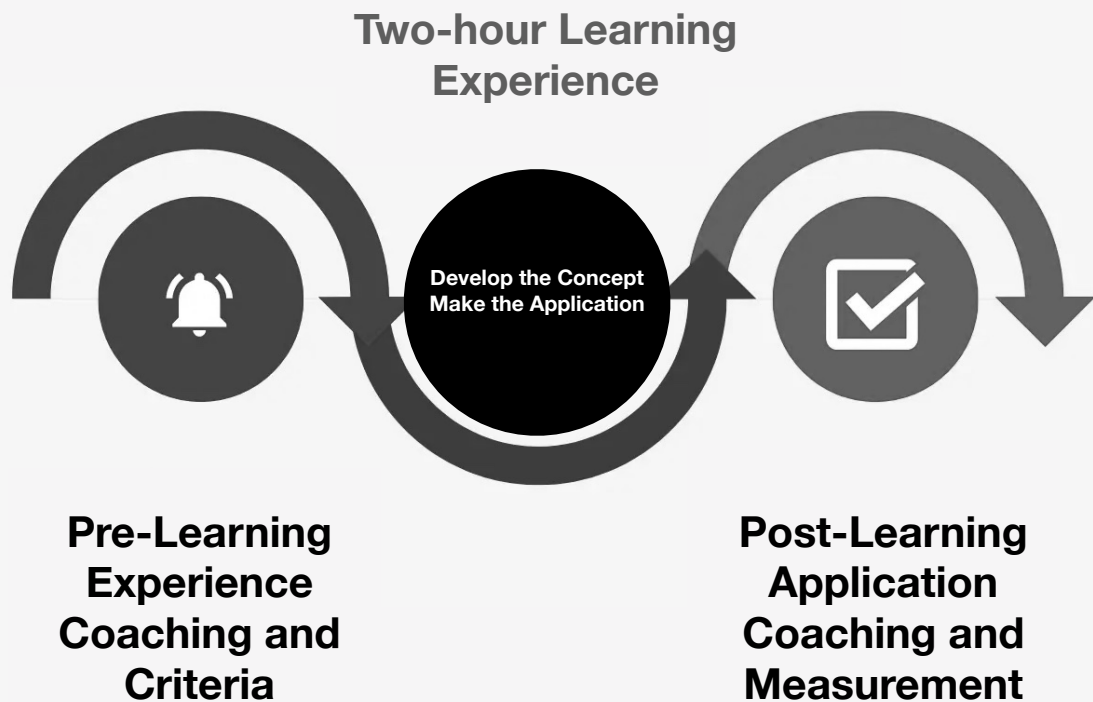 Two-hour Learning
Experience
Develop the Concept
Make the Application
Pre-Learning
Experience
Coaching and
Criteria
Post-Learning
Application
Coaching and
Measurement